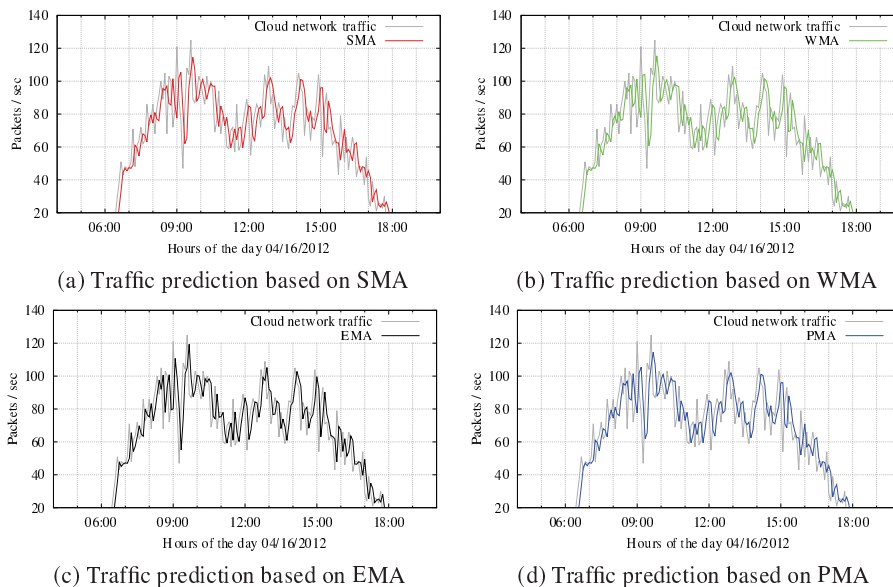 140
120
100
80
60
40
20
Packets / sec
Cloud network traffic
SMA
06:00 09:00 12:00 15:00 18:00
Hours of the day 04/16/2012
(a) Traffic prediction based on SMA
140
120
100
80
60
40
20
Packets / sec
Cloud network traffic
WMA
06:00 09:00 12:00 15:00 18:00
Hours of the day 04/16/2012
(b) Traffic prediction based on WMA
140
120
100
80
60
40
20
Packets / sec
Cloud network traffic
EMA
06:00 09:00 12:00 15:00 18:00
Hours of the day 04/16/2012
(c) Traffic prediction based on EMA
140
120
100
80
60
40
20
Packets / sec
Cloud network traffic
PMA
06:00 09:00 12:00 15:00 18:00
Hours of the day 04/16/2012
(d) Traffic prediction based on PMA